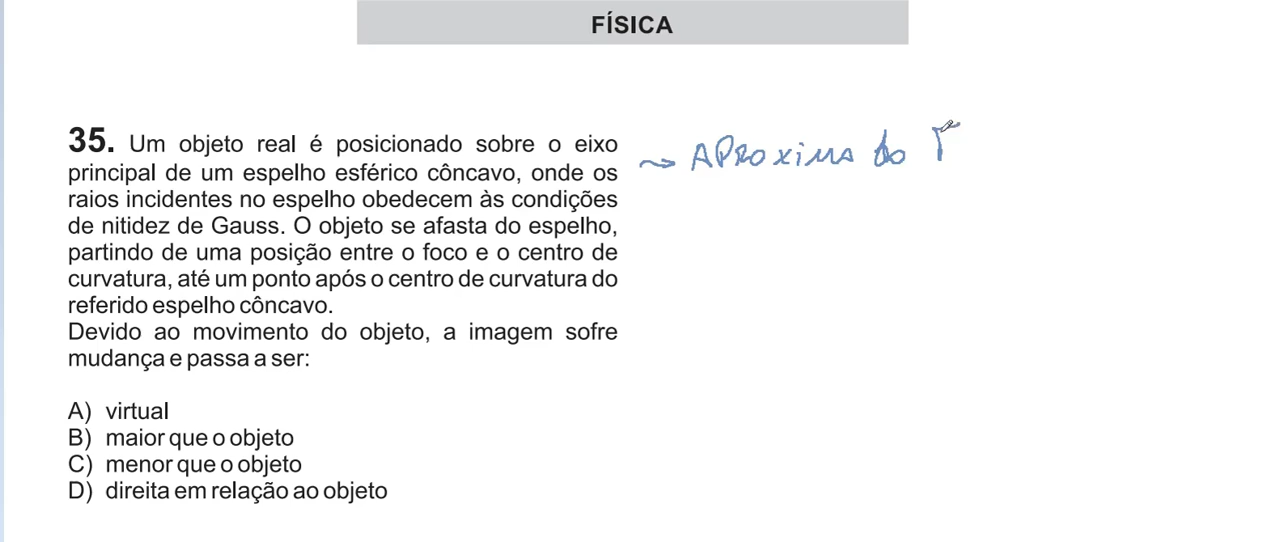 FÍSICA
35. Um objeto real é posicionado sobre o eixo
principal de um espelho esférico côncavo, onde os
raios incidentes no espelho obedecem às condições
de nitidez de Gauss. O objeto se afasta do espelho,
partindo de uma posição entre o foco e o centro de
curvatura, até um ponto após o centro de curvatura do
referido espelho côncavo.
Devido ao movimento do objeto, a imagem sofre
mudança e passa a ser:
A) virtual
B) maior que o objeto
C) menor que o objeto
D) direita em relação ao objeto
~> APROXIMA do